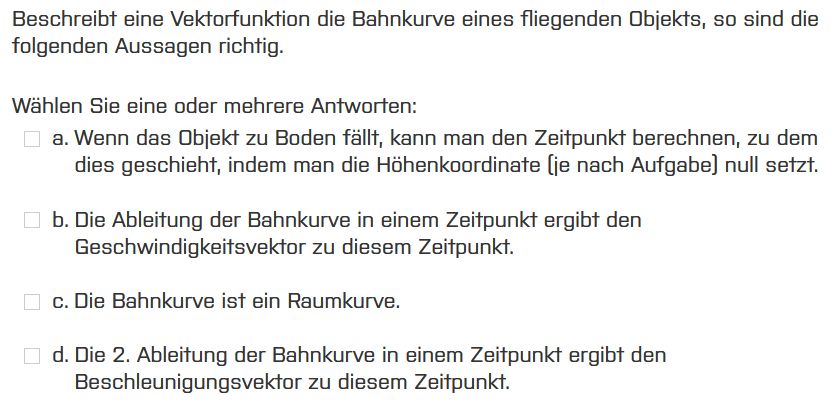 Beschreibt eine Vektorfunktion die Bahnkurve eines fliegenden Objekts, so sind die
folgenden Aussagen richtig.
Wählen Sie eine oder mehrere Antworten:
a. Wenn das Objekt zu Boden fällt, kann man den Zeitpunkt berechnen, zu dem
dies geschieht, indem man die Höhenkoordinate (je nach Aufgabe) null setzt.
b. Die Ableitung der Bahnkurve in einem Zeitpunkt ergibt den
Geschwindigkeitsvektor zu diesem Zeitpunkt.
c. Die Bahnkurve ist ein Raumkurve.
d. Die 2. Ableitung der Bahnkurve in einem Zeitpunkt ergibt den
Beschleunigungsvektor zu diesem Zeitpunkt.